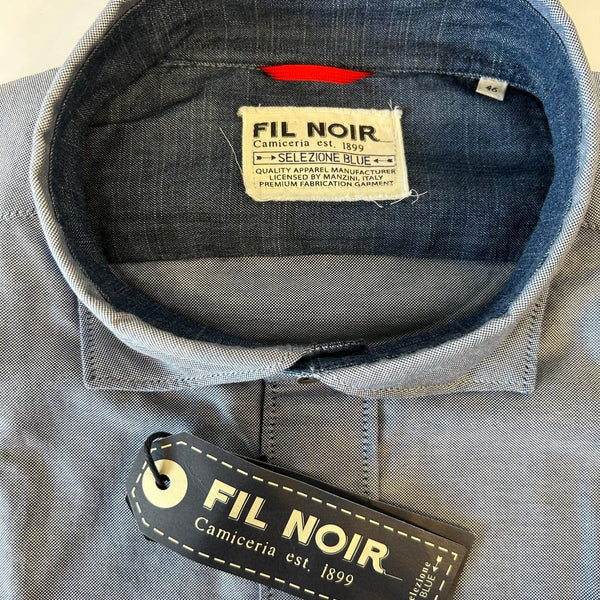 46
FIL NOIR
Camiceria est. 1899
SELEZIONE BLUE
QUALITY APPAREL MANUFACTURER
LICENSED BY MANZINI, ITALY
PREMIUM FABRICATION GARMENT
FIL NOIR
Camiceria est. 1899
Selezione
BLUE